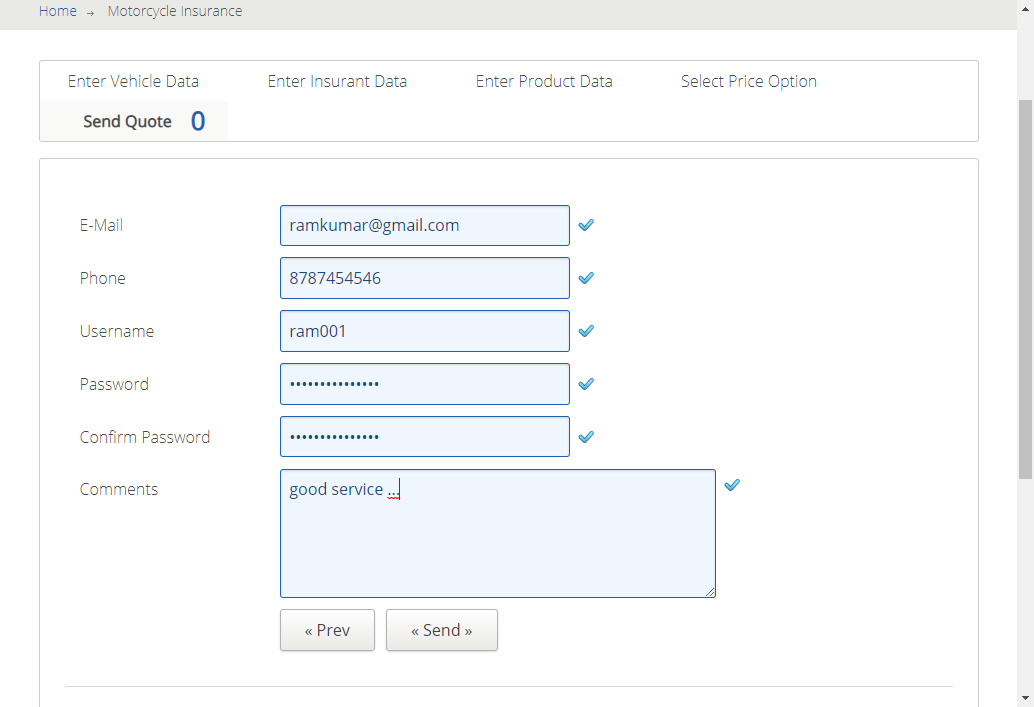 Home → Motorcycle Insurance
Enter Vehicle Data Enter Insurant Data Enter Product Data Select Price Option
Send Quote 0
E-Mail ramkumar@gmail.com
Phone 8787454546
Username ram001
Password •••••••••••••••
Confirm Password •••••••••••••••
Comments good service ...
« Prev « Send »